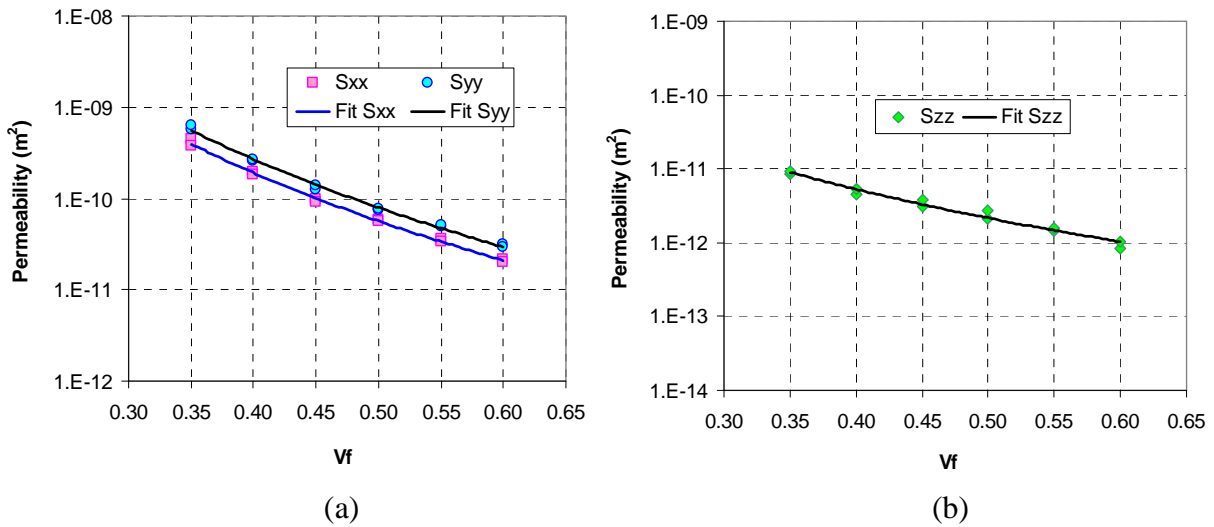 1.E-08
1.E-09
1.E-10
1.E-11
1.E-12
Permeability (m²)
Sxx Syy
Fit Sxx Fit Syy
0.30 0.35 0.40 0.45 0.50 0.55 0.60 0.65
Vf
(a)
1.E-09
1.E-10
1.E-11
1.E-12
1.E-13
1.E-14
Permeability (m²)
Szz Fit Szz
0.30 0.35 0.40 0.45 0.50 0.55 0.60 0.65
Vf
(b)